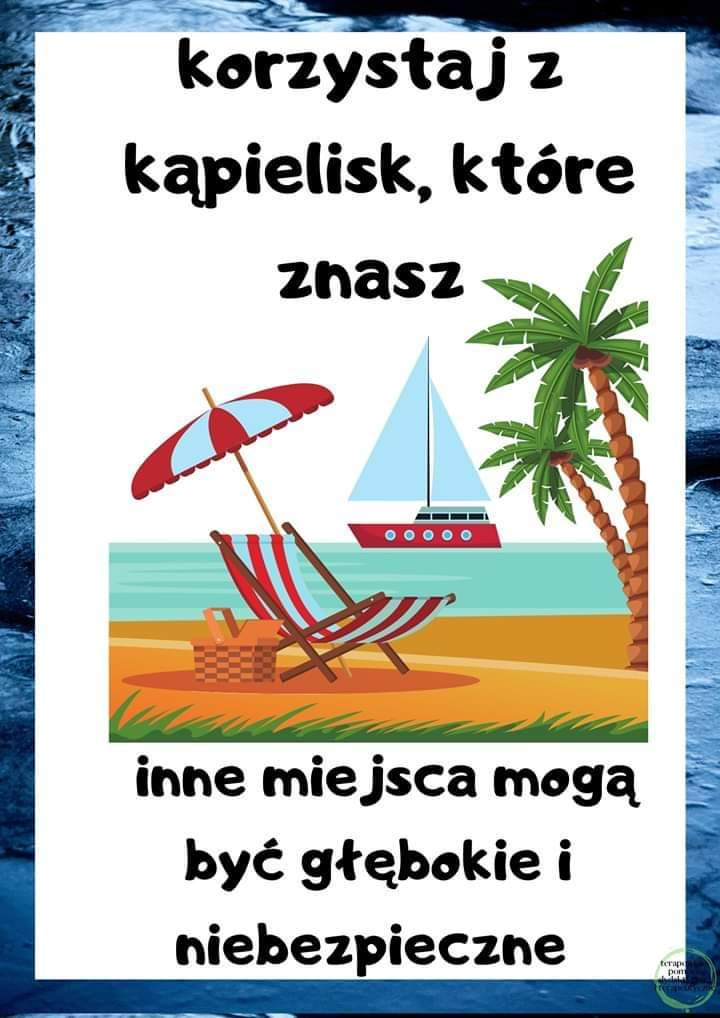 korzystaj z
kąpielisk, które
znasz
inne miejsca mogą
być głębokie i
niebezpieczne